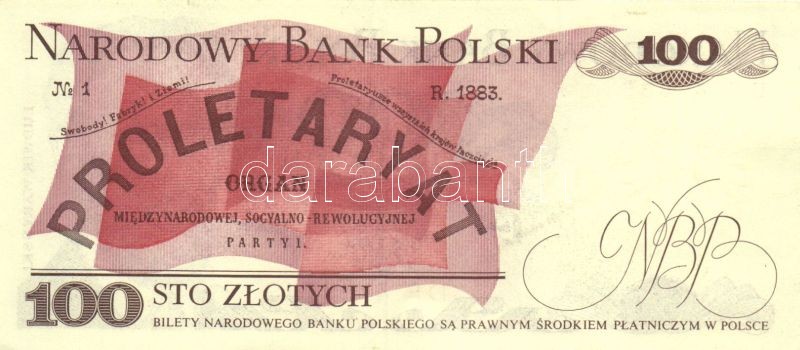 NARODOWY BANK POLSKI
100
№ 1
R. 1883.
Swobody! Fabryk! i Ziemi!
Proletaryusze wszystkich krajów łączcie się
PROLETARYAT
ORGAN
darabanth
MIĘDZYNARODOWEJ, SOCYALNO-REWOLUCYJNEJ
PARTYI.
NBP
100 STO ZŁOTYCH
BILETY NARODOWEGO BANKU POLSKIEGO SĄ PRAWNYM ŚRODKIEM PŁATNICZYM W POLSCE